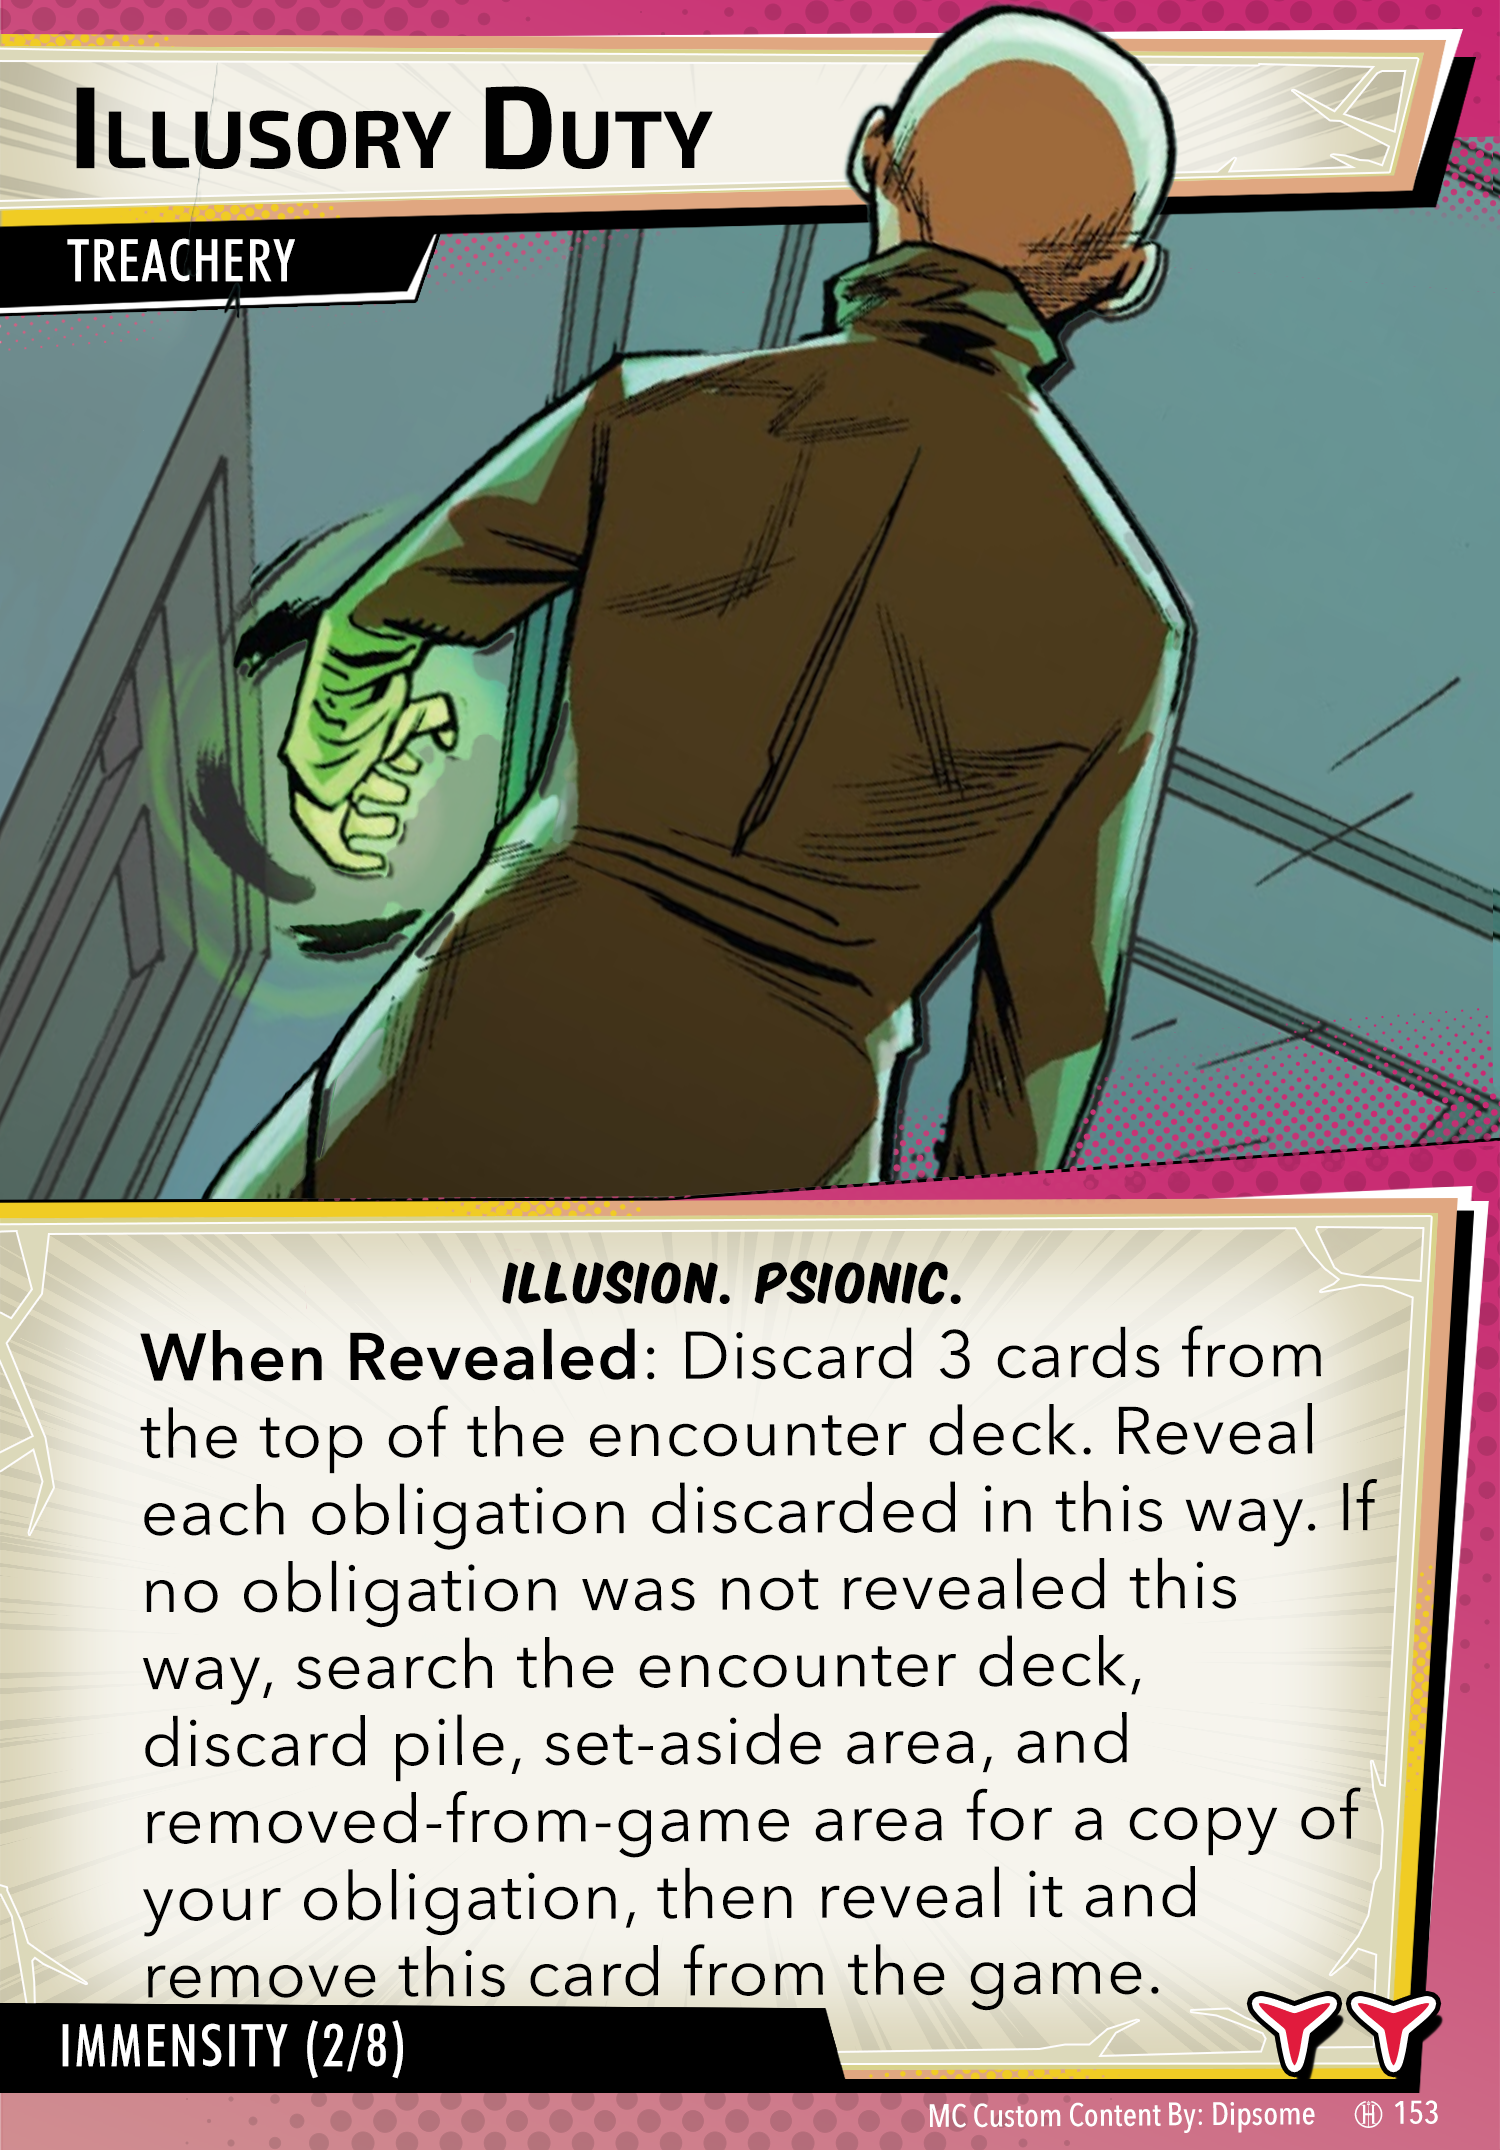 Illusory Duty
TREACHERY
ILLUSION. PSIONIC.
When Revealed: Discard 3 cards from
the top of the encounter deck. Reveal
each obligation discarded in this way. If
no obligation was not revealed this
way, search the encounter deck,
discard pile, set-aside area, and
removed-from-game area for a copy of
your obligation, then reveal it and
remove this card from the game.
IMMENSITY (2/8)
MC Custom Content By: Dipsome 153